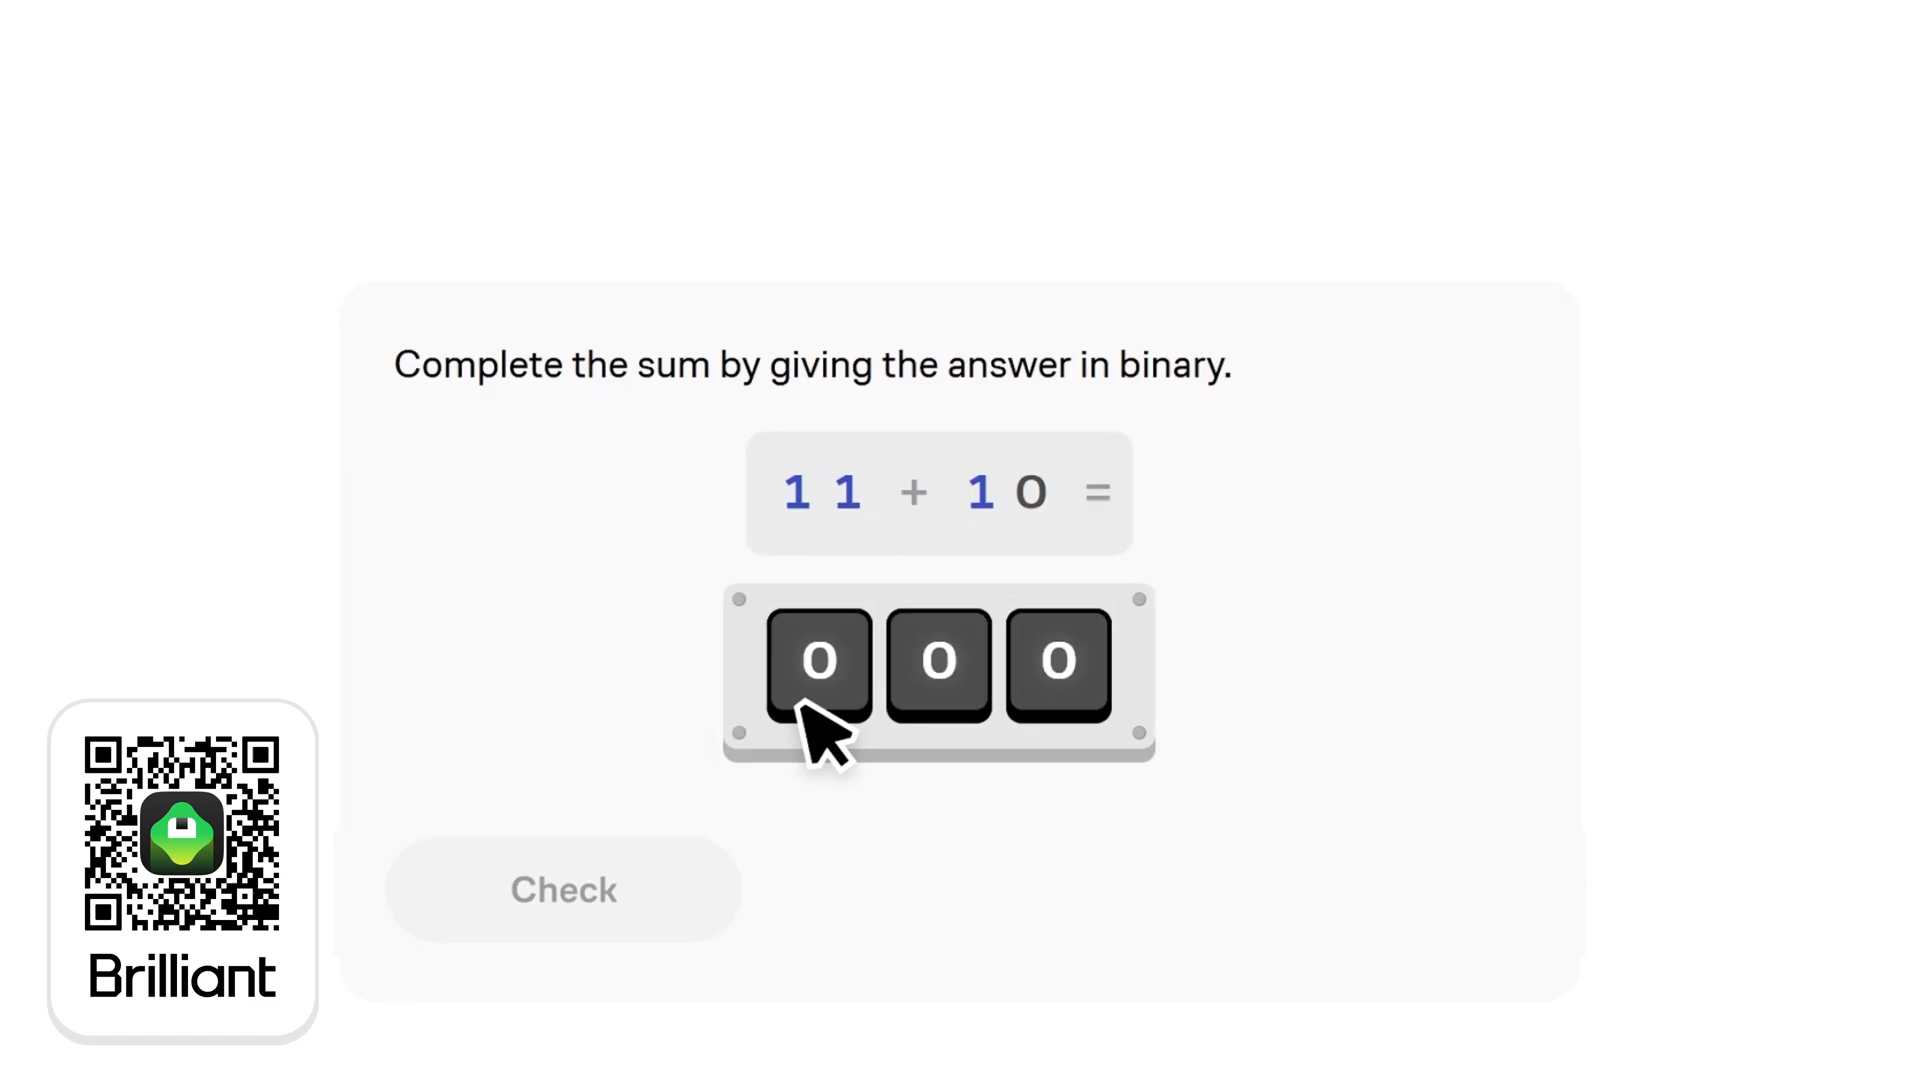 Complete the sum by giving the answer in binary.
1 1 + 1 0 =
0 0 0
Check
Brilliant